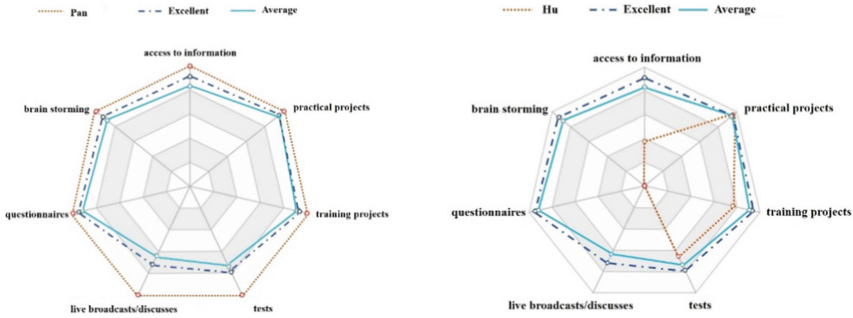 Pan Excellent Average
access to information
brain storming practical projects
questionnaires training projects
live broadcasts/discusses tests
Hu Excellent Average
access to information
brain storming practical projects
questionnaires training projects
live broadcasts/discusses tests